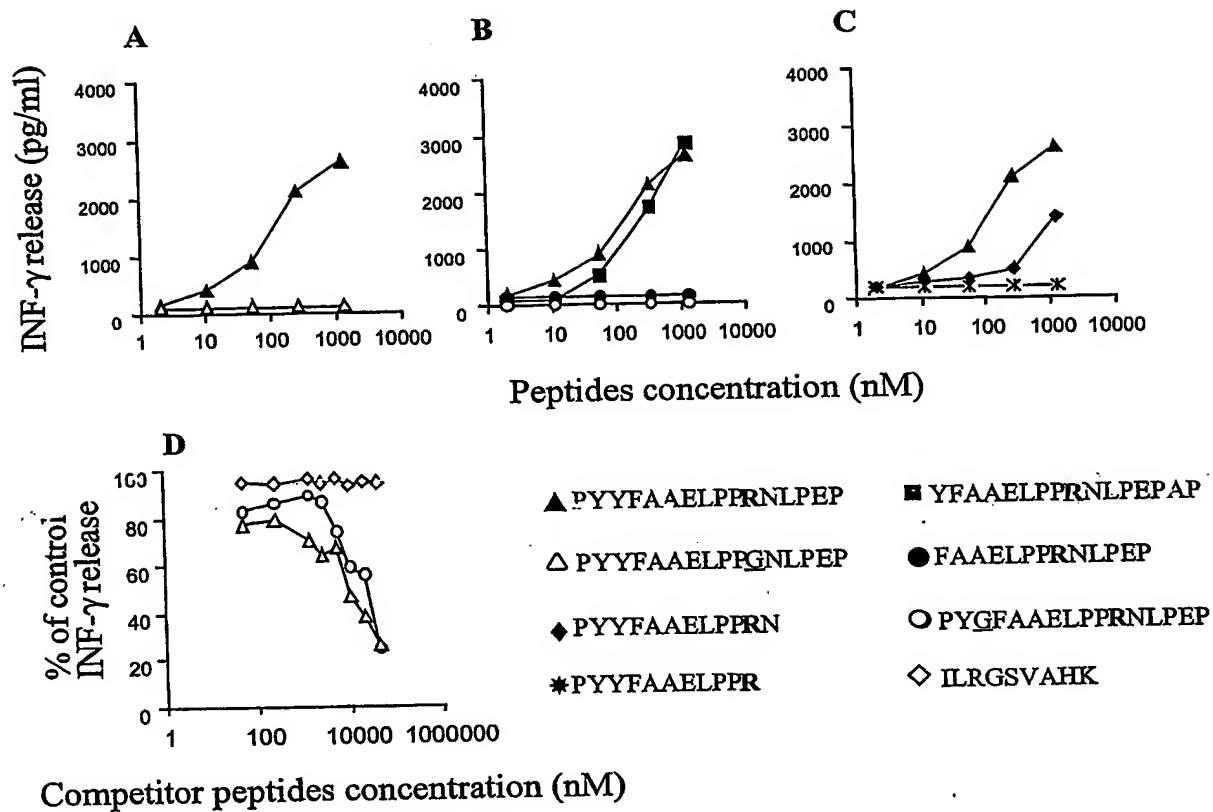 A
B
C
INF-γ release (pg/ml)
4000
3000
2000
1000
0
1 10 100 1000 10000
4000
3000
2000
1000
0
1 10 100 1000 10000
4000
3000
2000
1000
0
1 10 100 1000 10000
Peptides concentration (nM)
D
% of control
INF-γ release
100
80
60
40
20
0
1 100 10000 1000000
Competitor peptides concentration (nM)
PYYFAAELPPRNLPEP
PYYFAAELPPGNLPEP
PYYFAAELPPRN
PYYFAAELPPR
YFAAELPPRNLPEPAP
FAAELPPRNLPEP
PYGFAAELPPRNLPEP
ILRGSVAHK